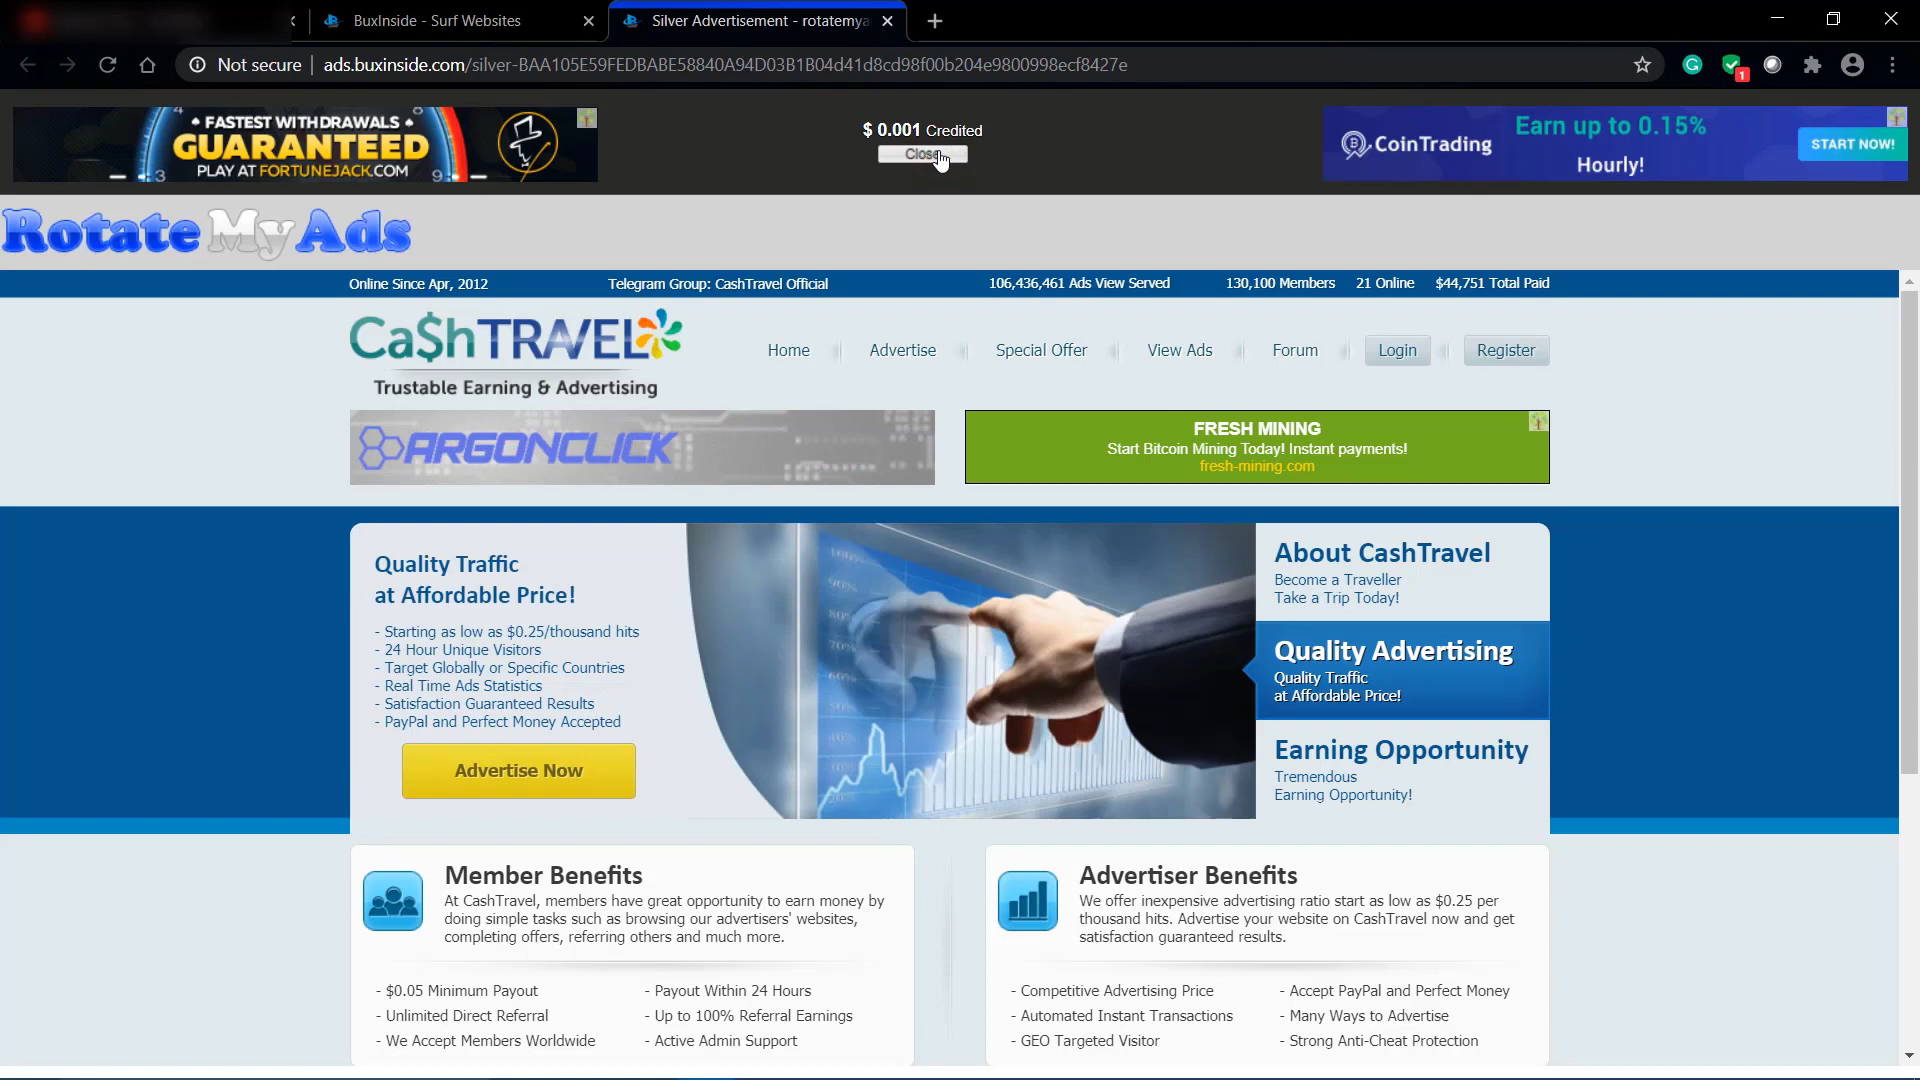 BuxInside - Surf Websites
Silver Advertisement - rotatemya
Not secure
ads.buxinside.com/silver-BAA105E59FEDBABE58840A94D03B1B04d41d8cd98f00b204e9800998ecf8427e
1
FASTEST WITHDRAWALS
GUARANTEED
PLAY AT FORTUNEJACK.COM
4 8 3 9
$ 0.001 Credited
Close
CoinTrading
Earn up to 0.15%
Hourly!
START NOW!
RotateMyAds
Online Since Apr, 2012
Telegram Group: CashTravel Official
106,436,461 Ads View Served
130,100 Members
21 Online
$44,751 Total Paid
Ca$hTRAVEL
Trustable Earning & Advertising
Home
Advertise
Special Offer
View Ads
Forum
Login
Register
ARGONCLICK
FRESH MINING
Start Bitcoin Mining Today! Instant payments!
fresh-mining.com
Quality Traffic
at Affordable Price!
- Starting as low as $0.25/thousand hits
- 24 Hour Unique Visitors
- Target Globally or Specific Countries
- Real Time Ads Statistics
- Satisfaction Guaranteed Results
- PayPal and Perfect Money Accepted
Advertise Now
About CashTravel
Become a Traveller
Take a Trip Today!
Quality Advertising
Quality Traffic
at Affordable Price!
Earning Opportunity
Tremendous
Earning Opportunity!
Member Benefits
At CashTravel, members have great opportunity to earn money by
doing simple tasks such as browsing our advertisers' websites,
completing offers, referring others and much more.
- $0.05 Minimum Payout
- Unlimited Direct Referral
- We Accept Members Worldwide
- Payout Within 24 Hours
- Up to 100% Referral Earnings
- Active Admin Support
Advertiser Benefits
We offer inexpensive advertising ratio start as low as $0.25 per
thousand hits. Advertise your website on CashTravel now and get
satisfaction guaranteed results.
- Competitive Advertising Price
- Automated Instant Transactions
- GEO Targeted Visitor
- Accept PayPal and Perfect Money
- Many Ways to Advertise
- Strong Anti-Cheat Protection